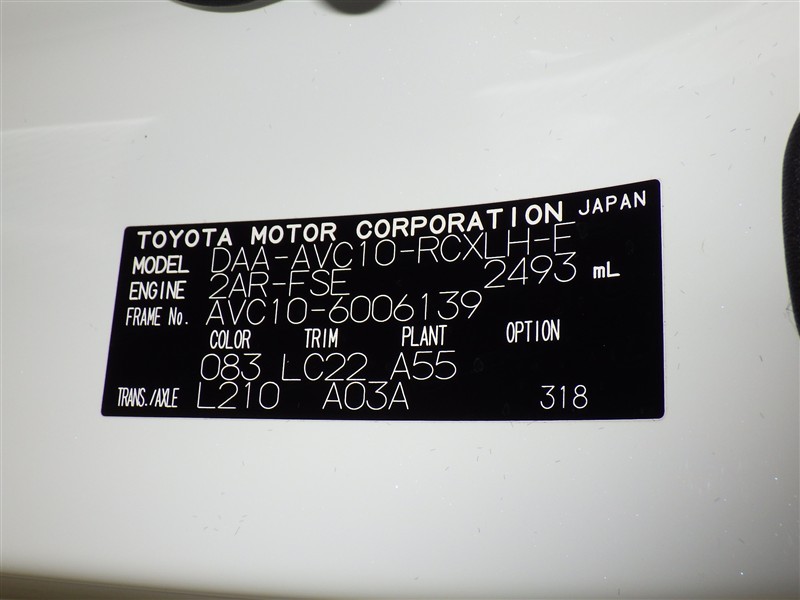 TOYOTA MOTOR CORPORATION JAPAN
MODEL DAA-AVC10-RCXLH-F
ENGINE 2AR-FSE 2493 mL
FRAME No. AVC10-6006139
COLOR TRIM PLANT OPTION
083 LC22 A55
TRANS./AXLE L210 A03A 318